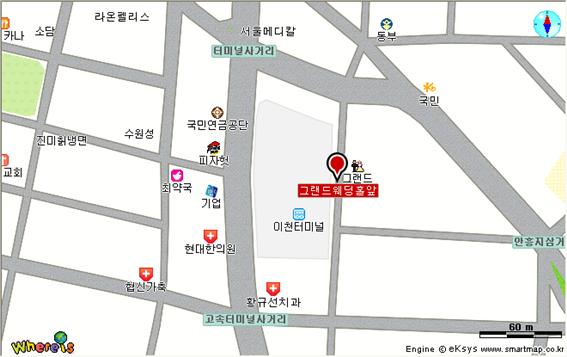 라온펠리스
서울메디칼
동부
카나
소담
터미널사거리
국민
국민연금공단
수원성
진미흙냉면
피자헛
그랜드
교회
최약국
기업
그랜드웨딩홀앞
이천터미널
안흥지삼거
현대한의원
협신가축
황규선치과
고속터미널사거리
60 m
Where is
Engine © eKsys www.smartmap.co.kr